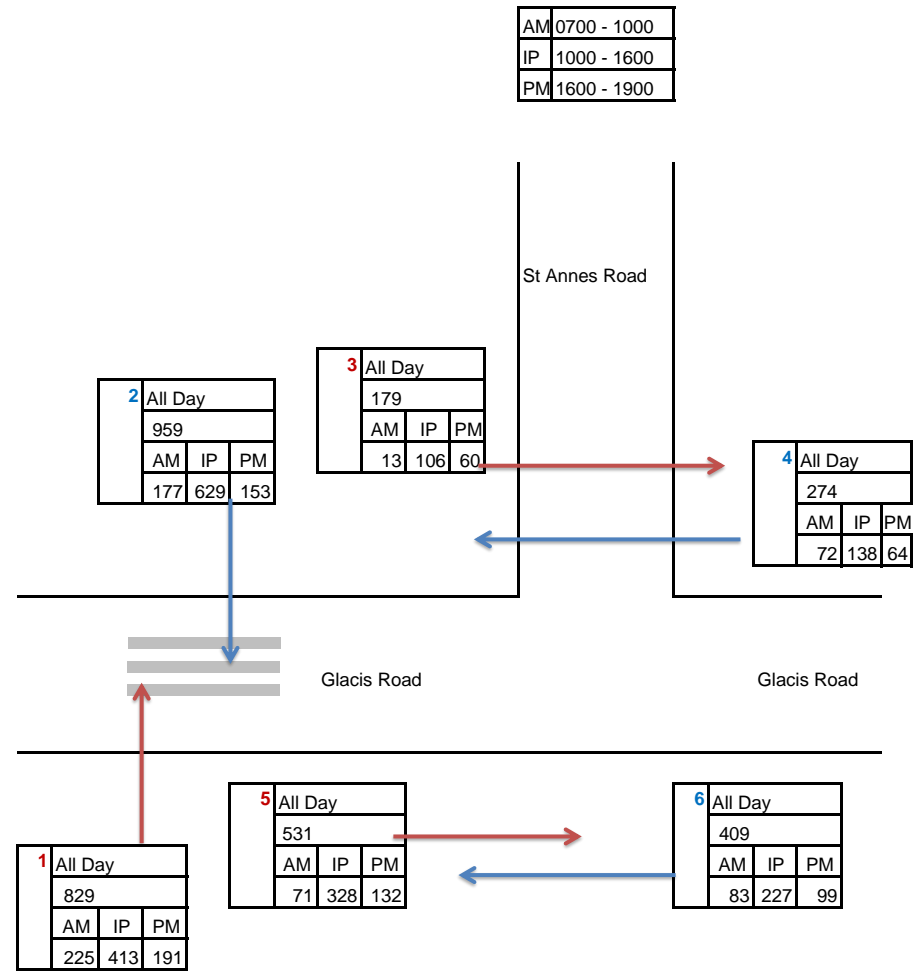 AM 0700 - 1000
IP 1000 - 1600
PM 1600 - 1900
St Annes Road
3 All Day
179
AM IP PM
13 106 60
2 All Day
959
AM IP PM
177 629 153
4 All Day
274
AM IP PM
72 138 64
Glacis Road Glacis Road
5 All Day
531
AM IP PM
71 328 132
6 All Day
409
AM IP PM
83 227 99
1 All Day
829
AM IP PM
225 413 191